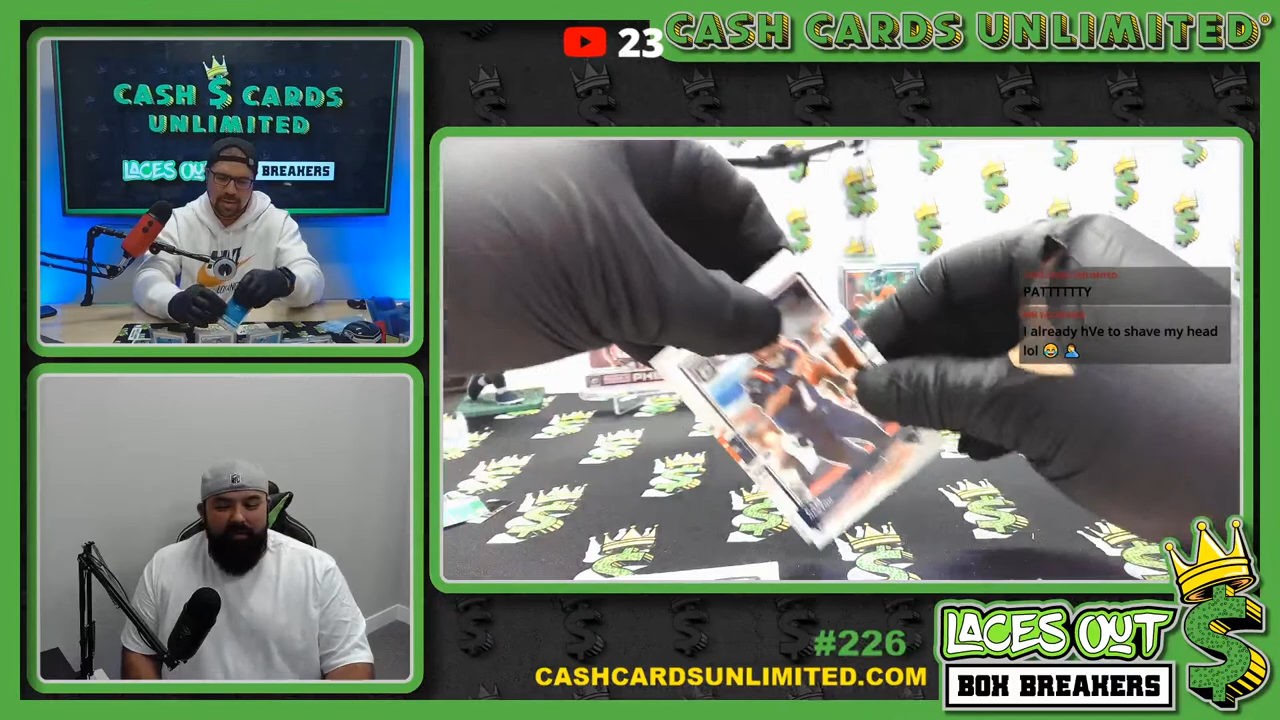 23
CASH CARDS UNLIMITED®
CASH $ CARDS
UNLIMITED
LACES OUT
BREAKERS
PATTTTTTY
I already hVe to shave my head
lol 😂 🤦‍♂️
#226
CASHCARDSUNLIMITED.COM
LACES OUT
BOX BREAKERS